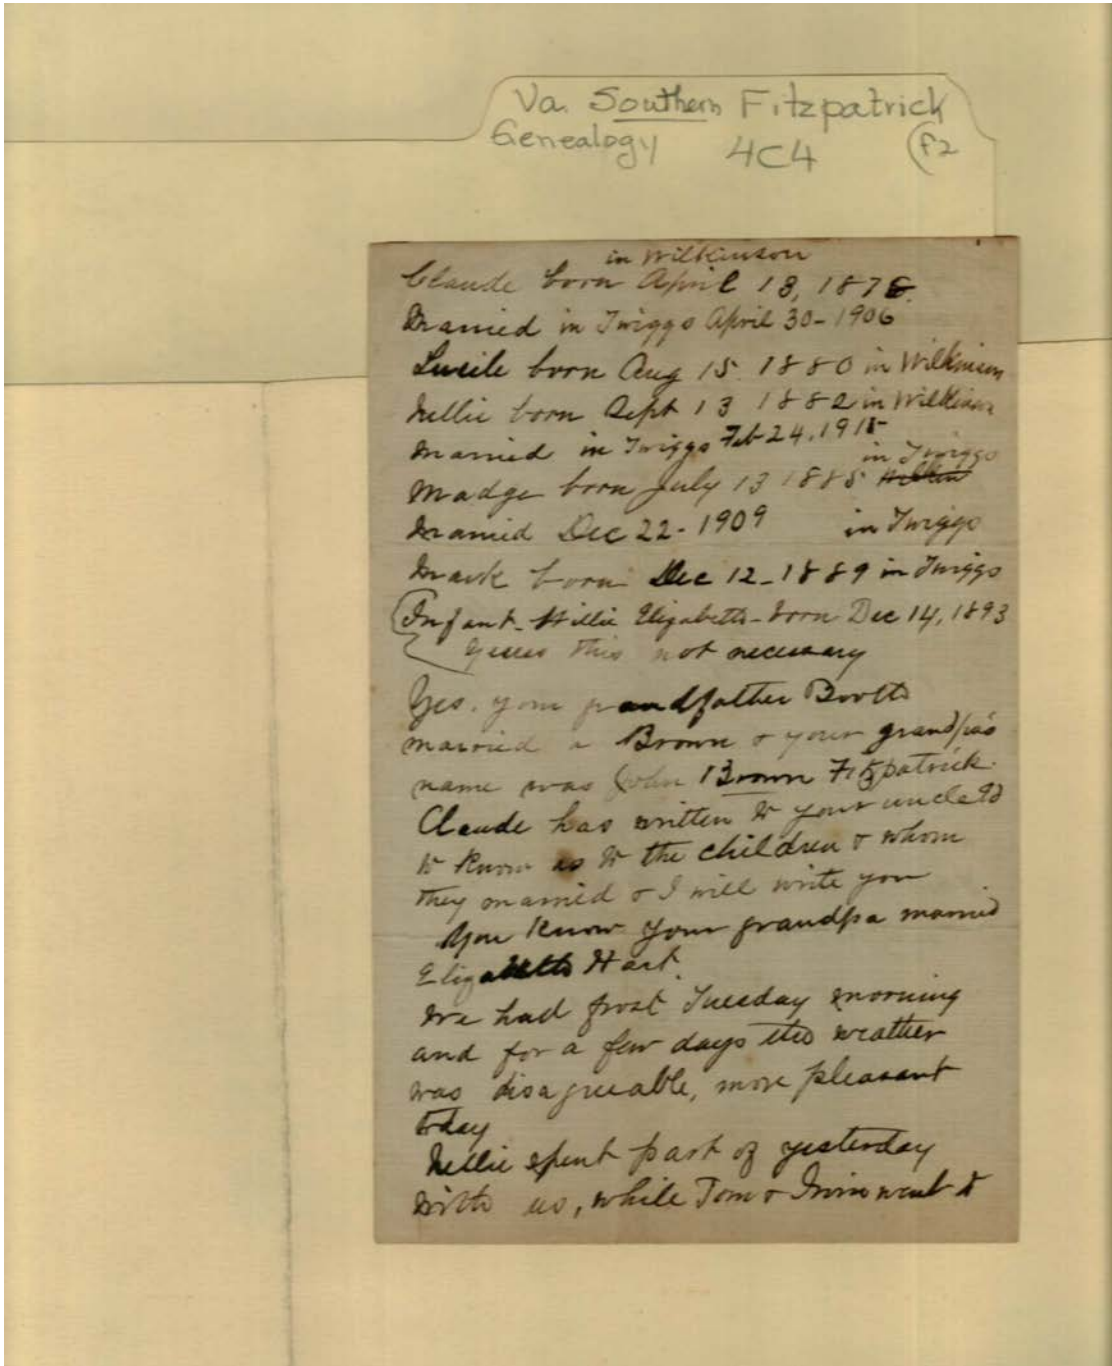 Va. Southern Fitzpatrick
Genealogy 4C4 (F2
in Wilkinson
Claude born April 18, 1878.
Married in Twiggs April 30-1906
Lucile born Aug 15. 1880 in Wilkinson
Nellie born Sept 13 1882 in Wilkinson
Married in Twiggs Feb 24, 1915
in Twiggs
Madge born July 13 1885
Married Dec 22-1909 in Twiggs
Mark born Dec 12-1889 in Twiggs
(Infant-Willie Elizabeth-born Dec 14, 1893
guess this not necessary
Yes, your grandfather Booth
married a Brown & your grandpa's
name was John Brown Fitzpatrick.
Claude has written to your uncle Ed
to know as to the children & whom
they married & I will write you
You know your grandpa married
Elizabeth Hart.
We had frost Tuesday morning
and for a few days the weather
was disagreeable, more pleasant
today
Nellie spent part of yesterday
with us, while Tom & Irvin went to